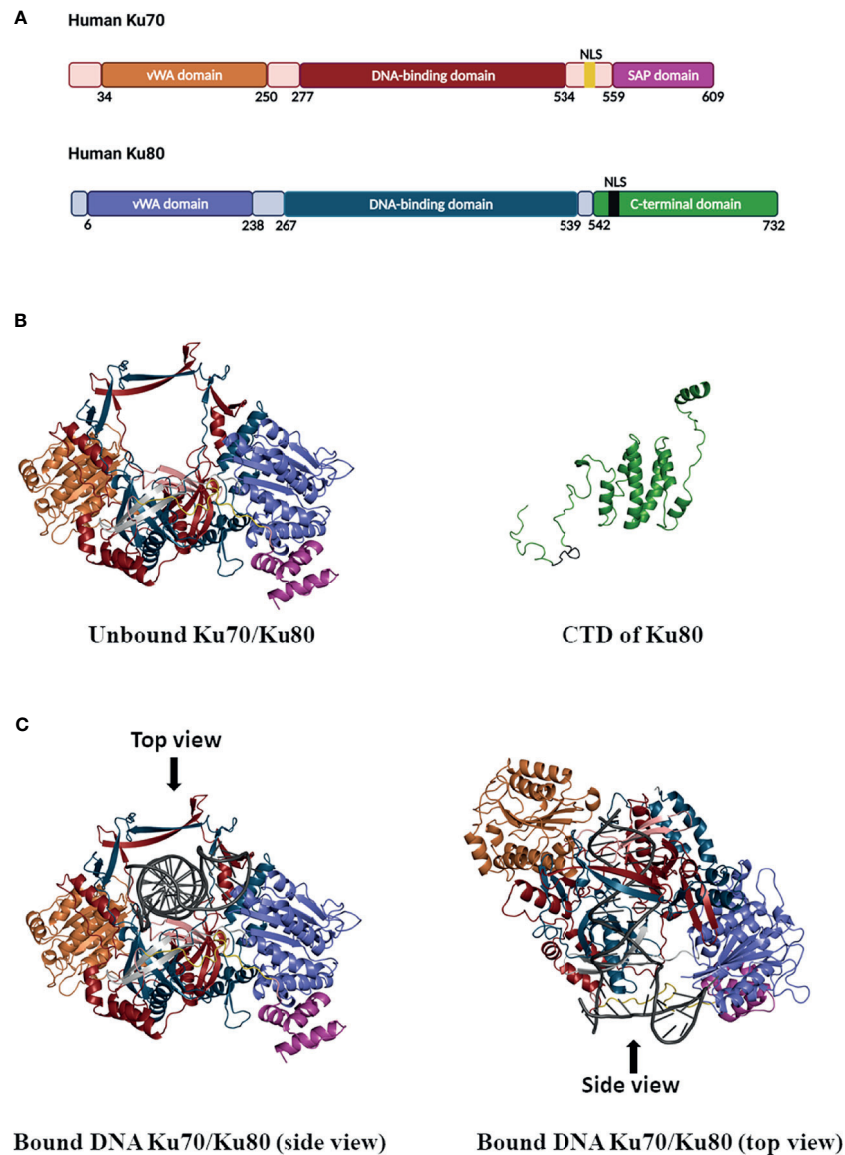 A
Human Ku70
NLS
vWA domain DNA-binding domain SAP domain
34 250 277 534 559 609
Human Ku80
NLS
vWA domain DNA-binding domain C-terminal domain
6 238 267 539 542 732
B
Unbound Ku70/Ku80 CTD of Ku80
C
Top view
Side view
Bound DNA Ku70/Ku80 (side view) Bound DNA Ku70/Ku80 (top view)